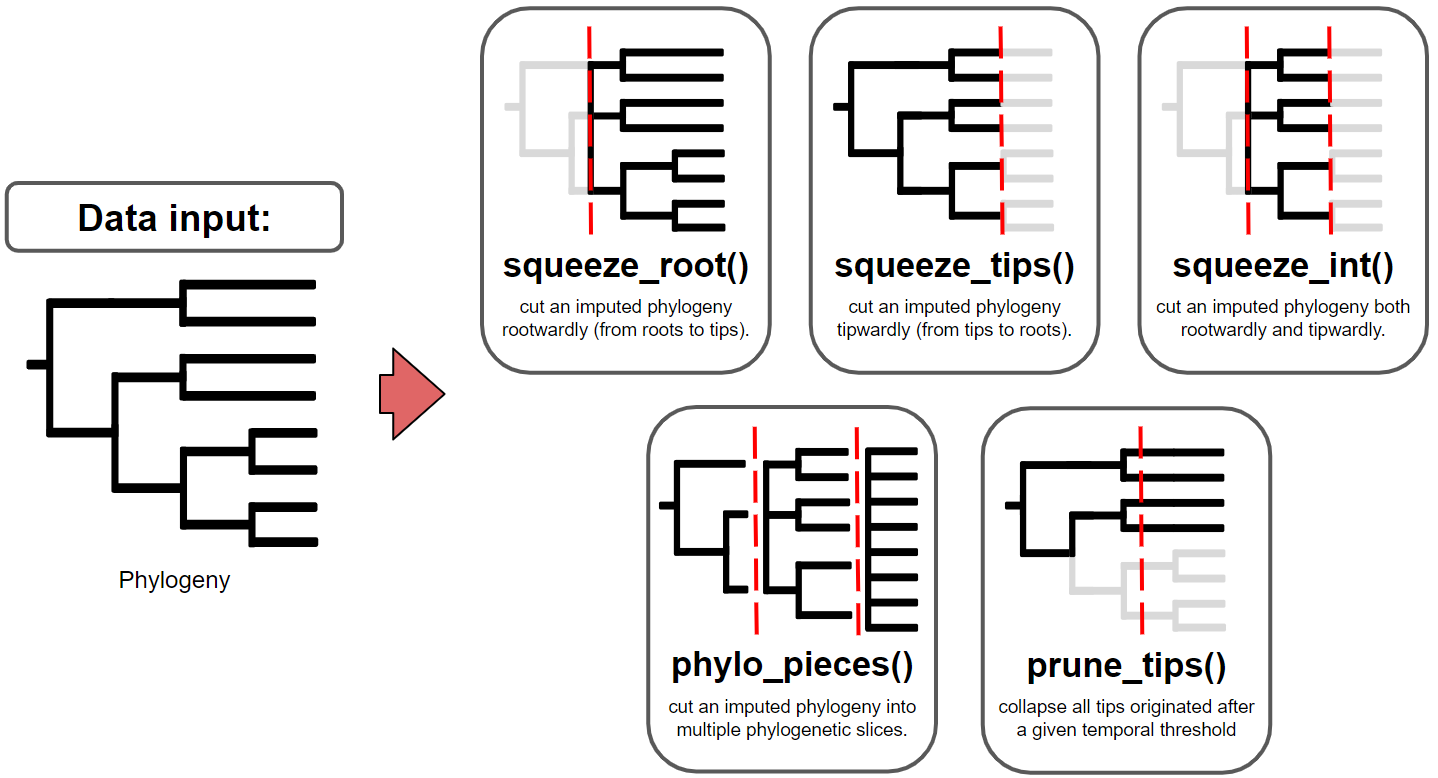 Data input:
Phylogeny
squeeze_root()
cut an imputed phylogeny
rootwardly (from roots to tips).
squeeze_tips()
cut an imputed phylogeny
tipwardly (from tips to roots).
squeeze_int()
cut an imputed phylogeny both
rootwardly and tipwardly.
phylo_pieces()
cut an imputed phylogeny into
multiple phylogenetic slices.
prune_tips()
collapse all tips originated after
a given temporal threshold